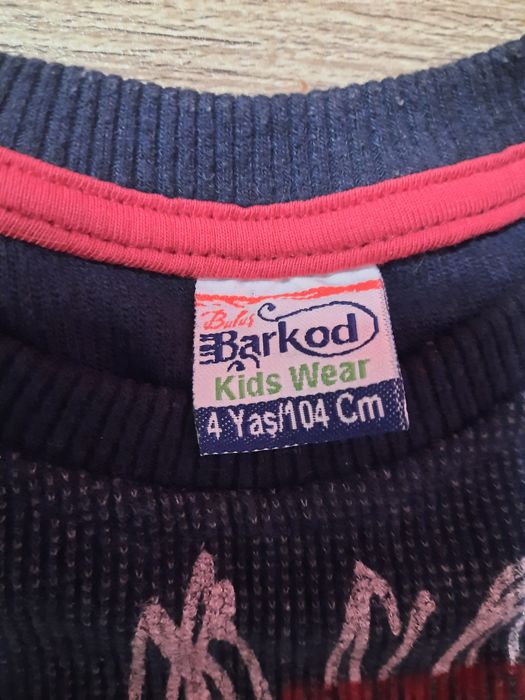 Bulut
Barkod
Kids Wear
4 Yaş/104 Cm